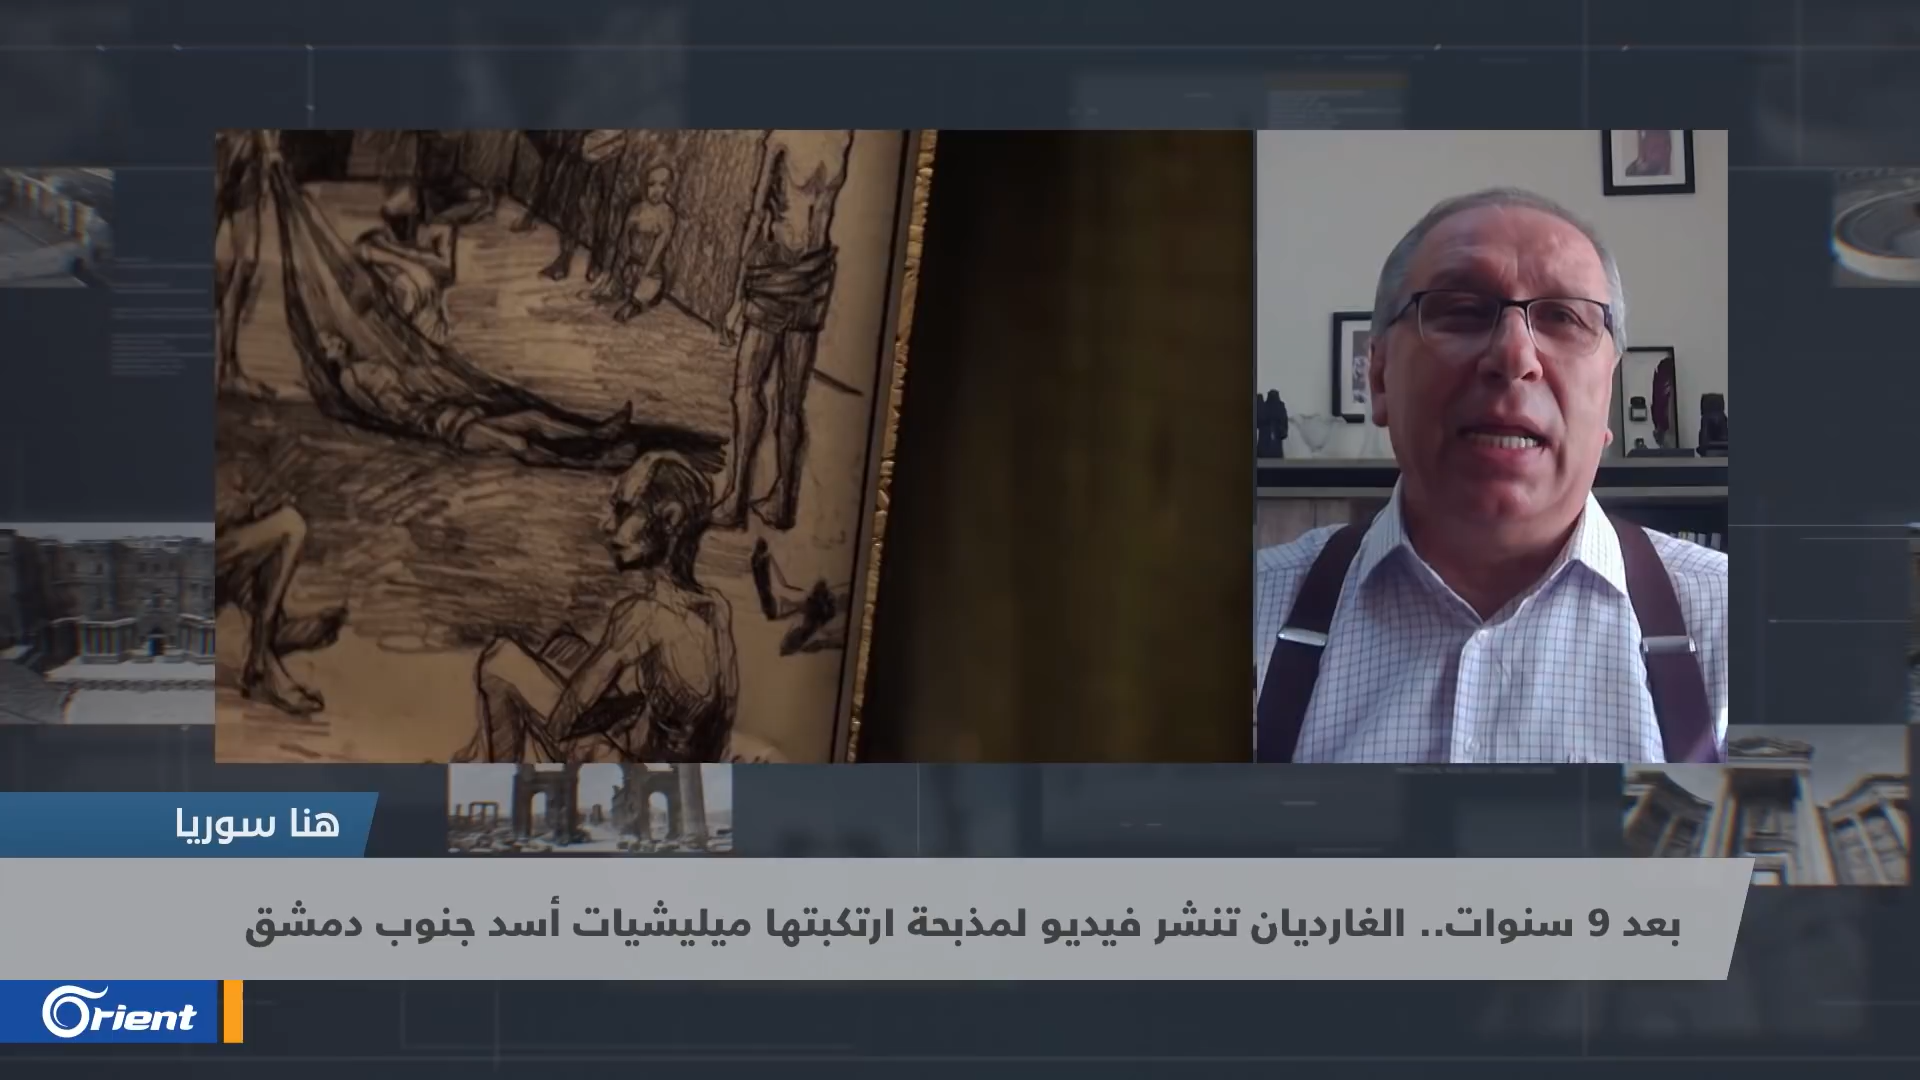 هنا سوريا
بعد 9 سنوات.. الغارديان تنشر فيديو لمذبحة ارتكبتها ميليشيات أسد جنوب دمشق
Orient